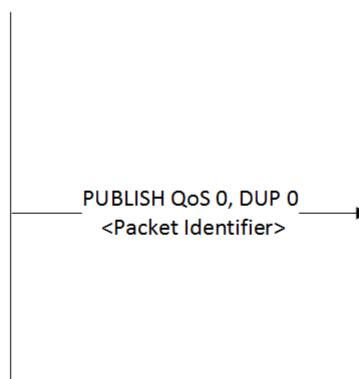 PUBLISH QoS 0, DUP 0
<Packet Identifier>